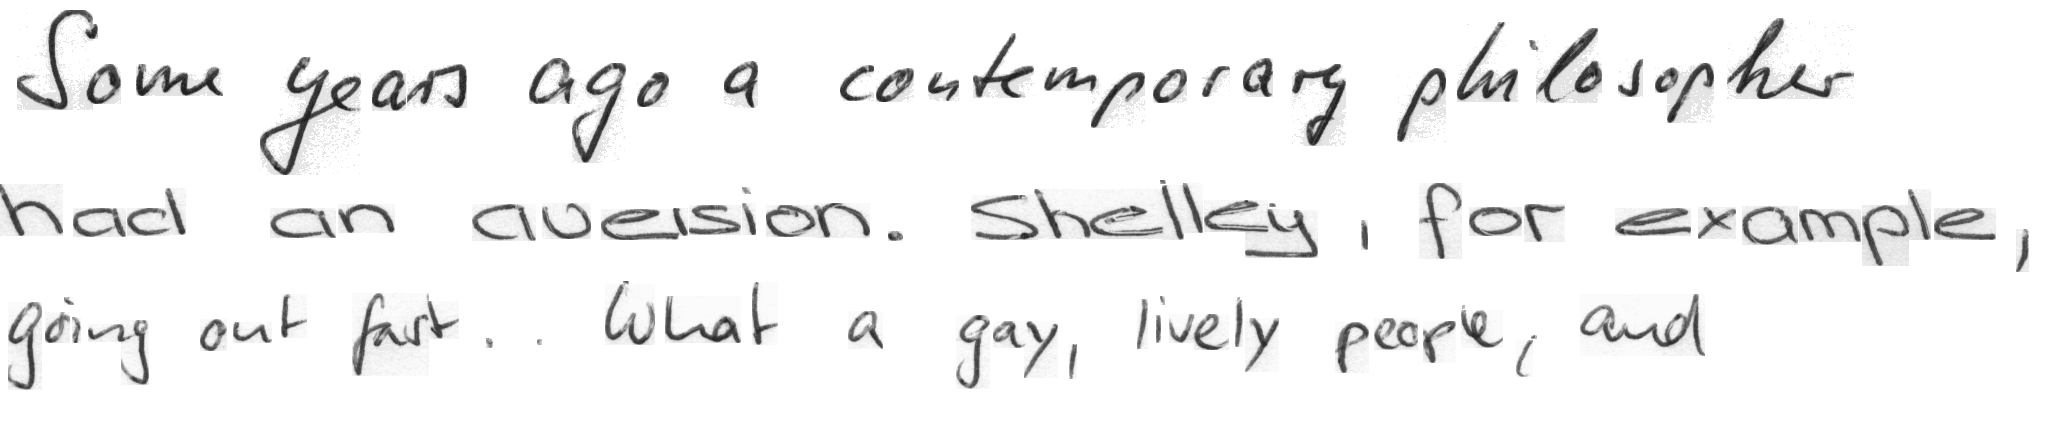 Some years ago a contemporary philosopher
had an aversion. Shelley, for example,
going out fast.. What a gay, lively people, and